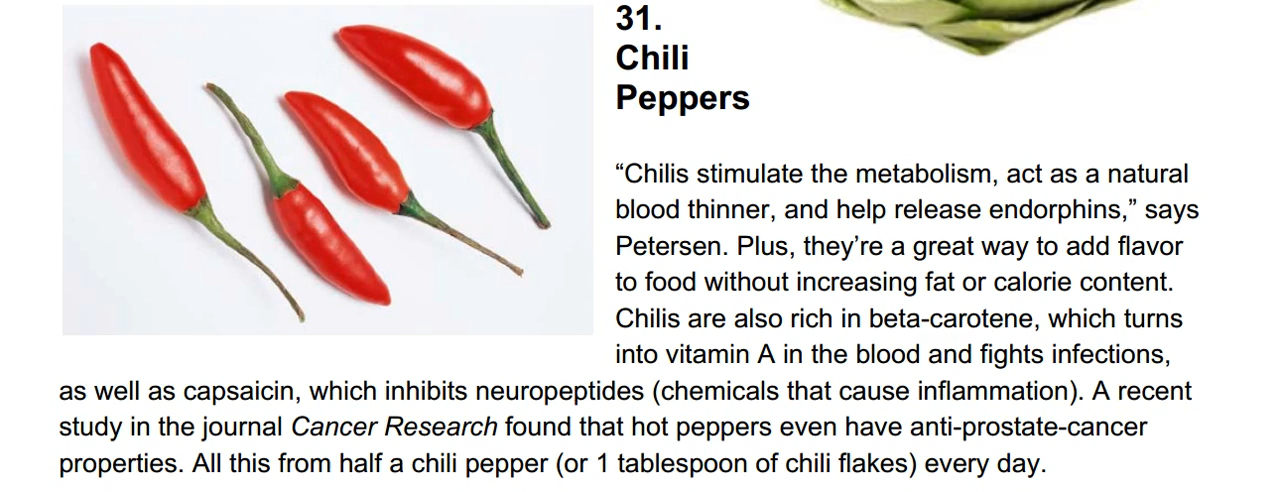 31.
Chili
Peppers
“Chilis stimulate the metabolism, act as a natural
blood thinner, and help release endorphins,” says
Petersen. Plus, they’re a great way to add flavor
to food without increasing fat or calorie content.
Chilis are also rich in beta-carotene, which turns
into vitamin A in the blood and fights infections,
as well as capsaicin, which inhibits neuropeptides (chemicals that cause inflammation). A recent
study in the journal Cancer Research found that hot peppers even have anti-prostate-cancer
properties. All this from half a chili pepper (or 1 tablespoon of chili flakes) every day.